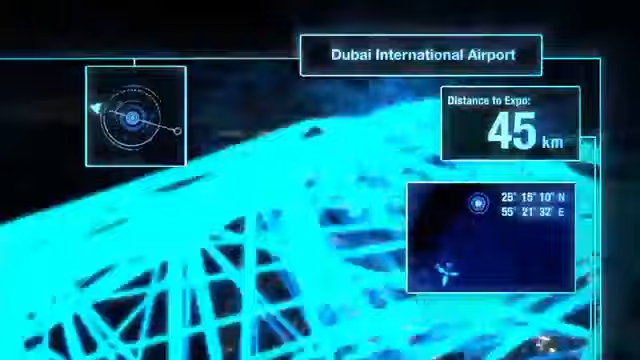 Dubai International Airport
Distance to Expo:
45 km
25° 15" 10" N
55° 21' 32' E